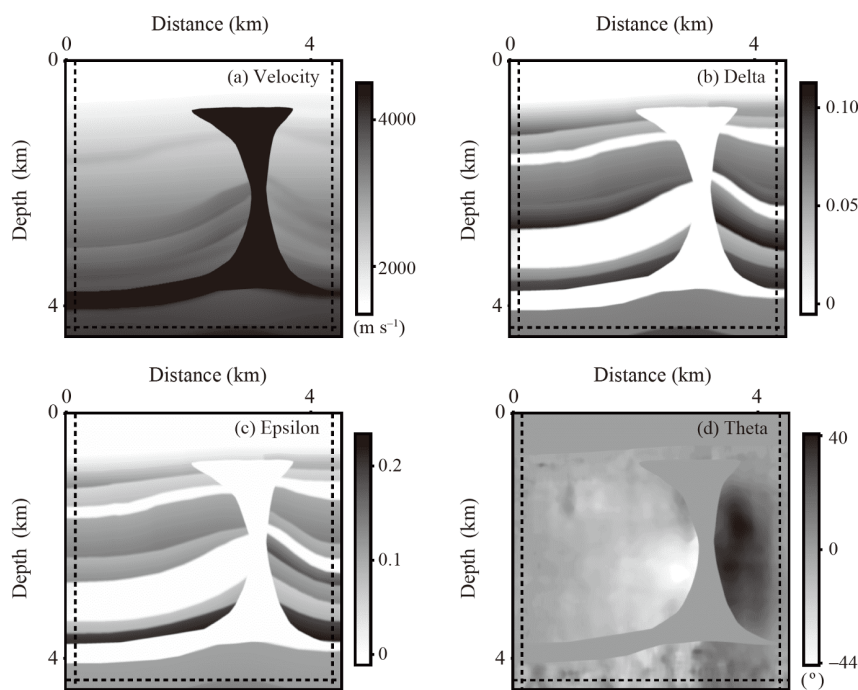 Distance (km)
0 4
0
(a) Velocity
Depth (km)
4000
2000
4
(m s⁻¹)
Distance (km)
0 4
0
(b) Delta
Depth (km)
0.10
0.05
0
4
Distance (km)
0 4
0
(c) Epsilon
Depth (km)
0.2
0.1
0
4
Distance (km)
0 4
0
(d) Theta
Depth (km)
40
0
−44
4
(°)